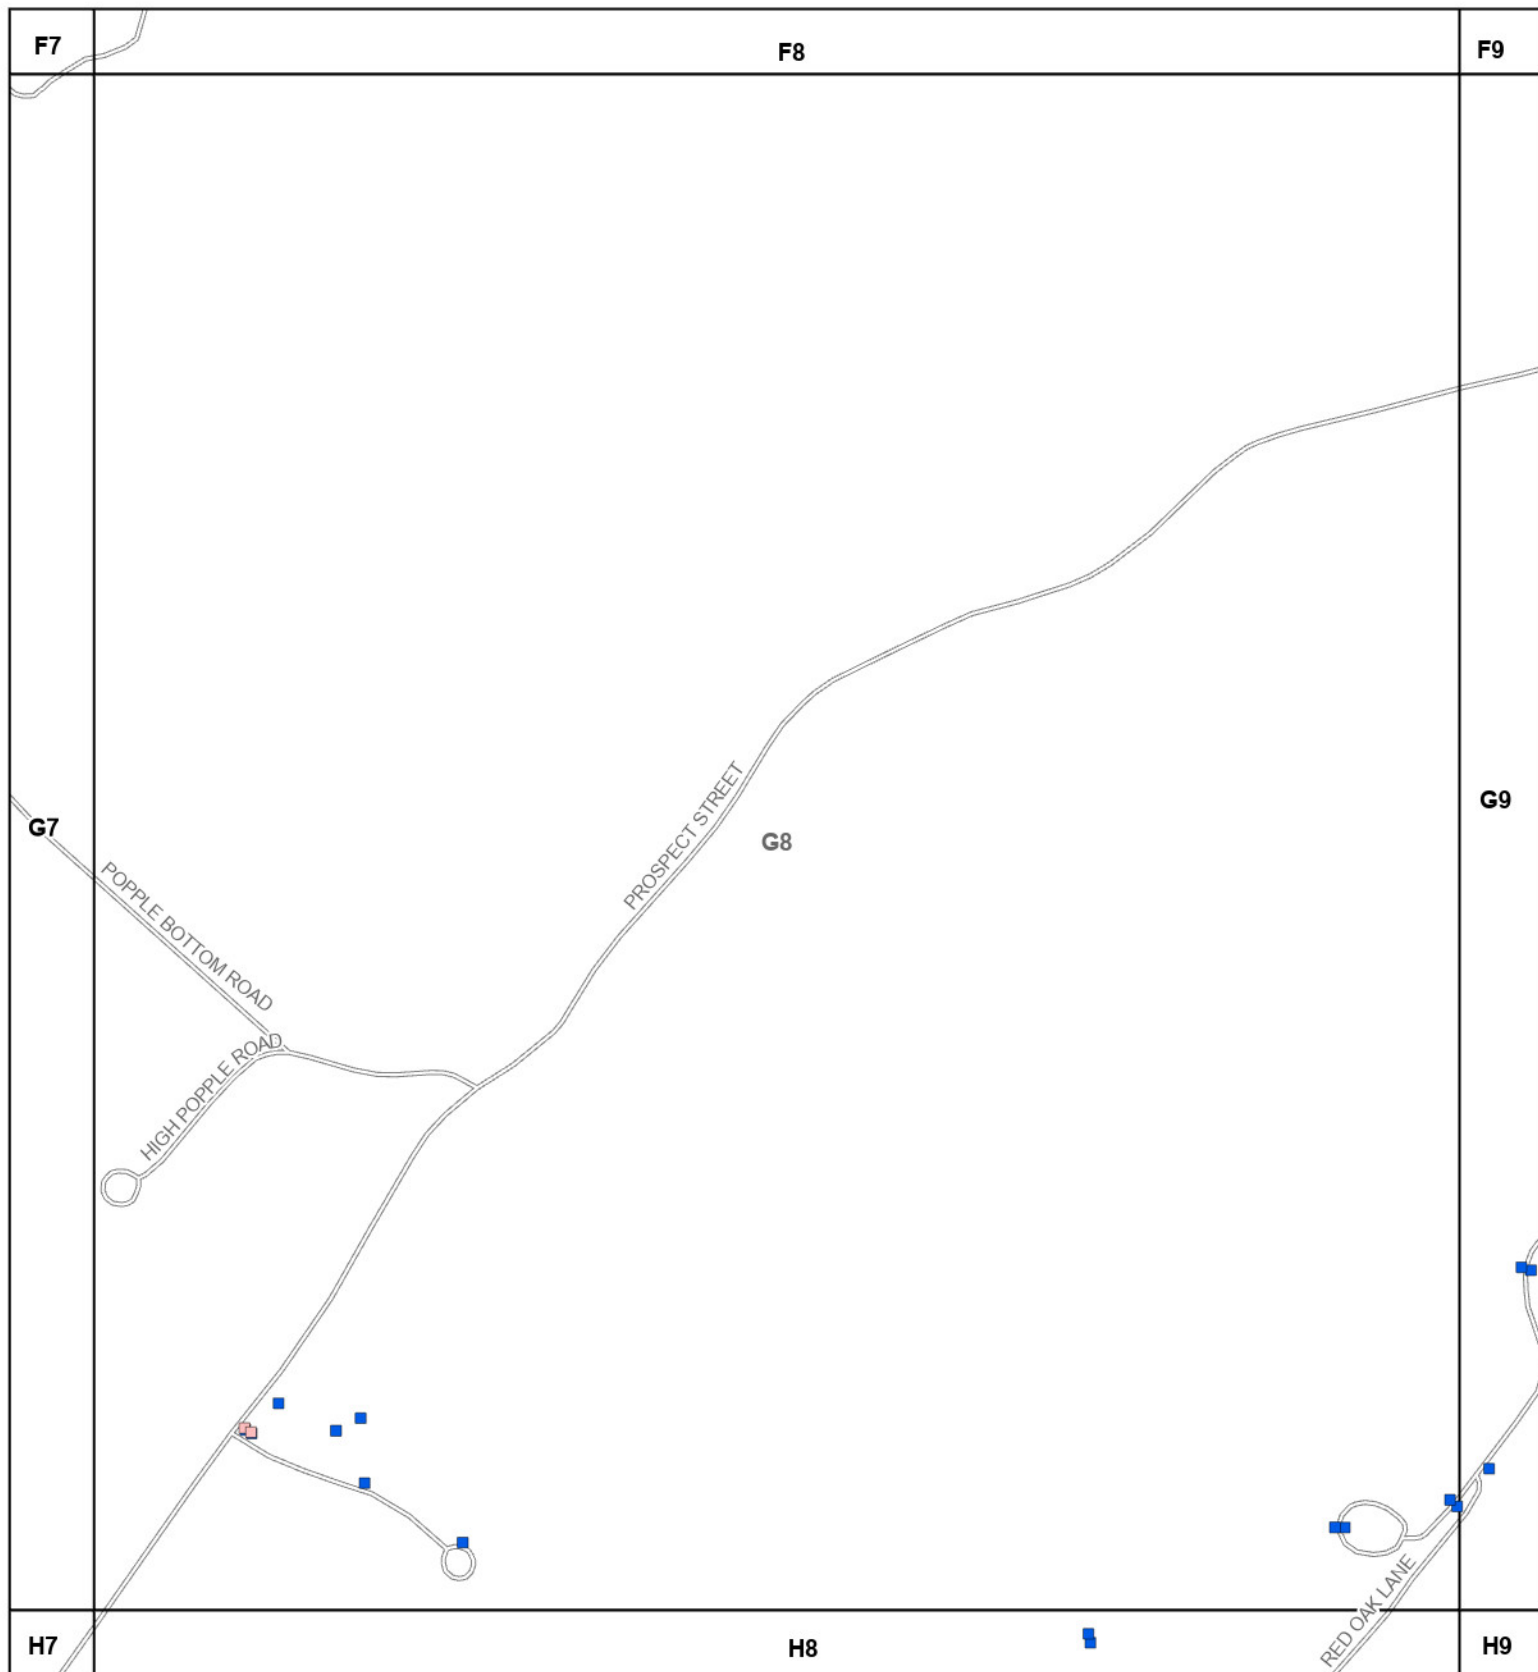 F7
F8
F9
PROSPECT STREET
G7
G8
G9
POPPLE BOTTOM ROAD
HIGH POPPLE ROAD
RED OAK LANE
H7
H8
H9